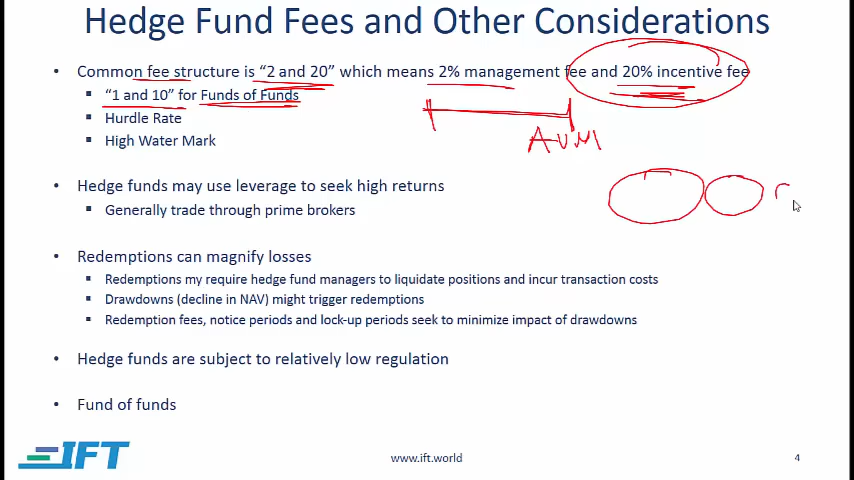 Hedge Fund Fees and Other Considerations
• Common fee structure is “2 and 20” which means 2% management fee and 20% incentive fee
▪ “1 and 10” for Funds of Funds
▪ Hurdle Rate
▪ High Water Mark
AUM
• Hedge funds may use leverage to seek high returns
▪ Generally trade through prime brokers
• Redemptions can magnify losses
▪ Redemptions my require hedge fund managers to liquidate positions and incur transaction costs
▪ Drawdowns (decline in NAV) might trigger redemptions
▪ Redemption fees, notice periods and lock-up periods seek to minimize impact of drawdowns
• Hedge funds are subject to relatively low regulation
• Fund of funds
IFT
www.ift.world
4